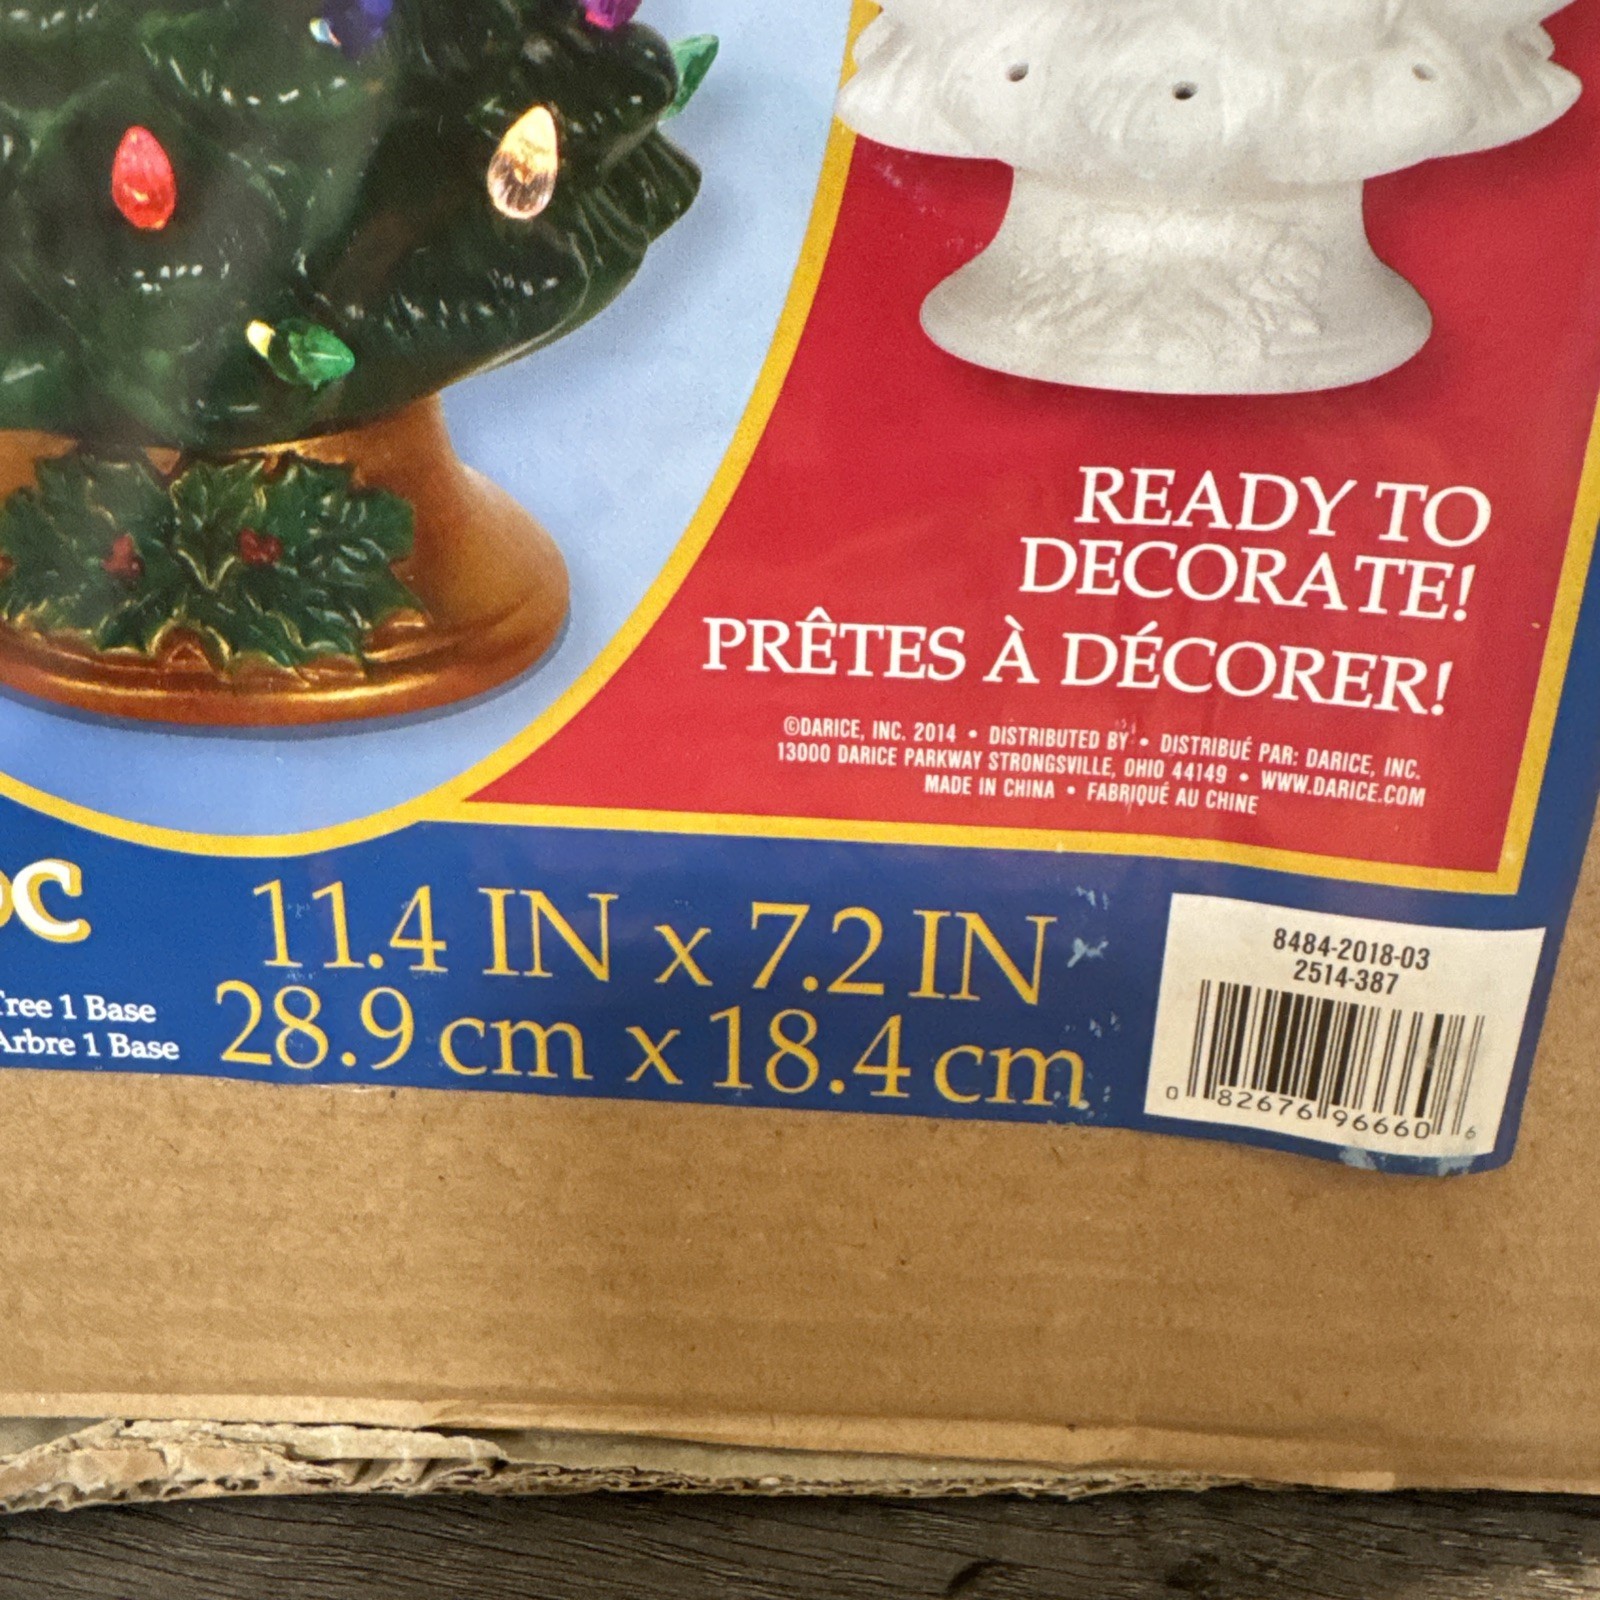 READY TO
DECORATE!
PRÊTES À DÉCORER!
©DARICE, INC. 2014 • DISTRIBUTED BY • DISTRIBUÉ PAR: DARICE, INC.
13000 DARICE PARKWAY STRONGSVILLE, OHIO 44149 • WWW.DARICE.COM
MADE IN CHINA • FABRIQUÉ AU CHINE
11.4 IN x 7.2 IN
28.9 cm x 18.4 cm
Tree 1 Base
Arbre 1 Base
8484-2018-03
2514-387
0 82676 96660 6